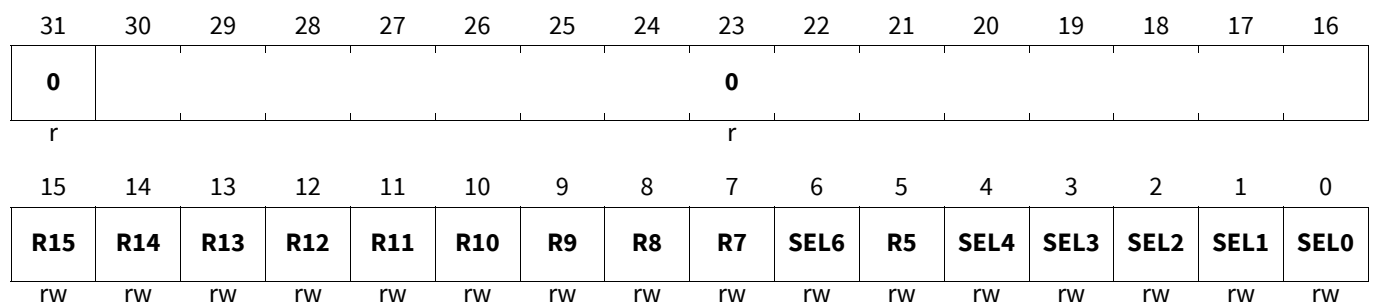 31 30 29 28 27 26 25 24 23 22 21 20 19 18 17 16
0 0
r r
15 14 13 12 11 10 9 8 7 6 5 4 3 2 1 0
R15 R14 R13 R12 R11 R10 R9 R8 R7 SEL6 R5 SEL4 SEL3 SEL2 SEL1 SEL0
rw rw rw rw rw rw rw rw rw rw rw rw rw rw rw rw